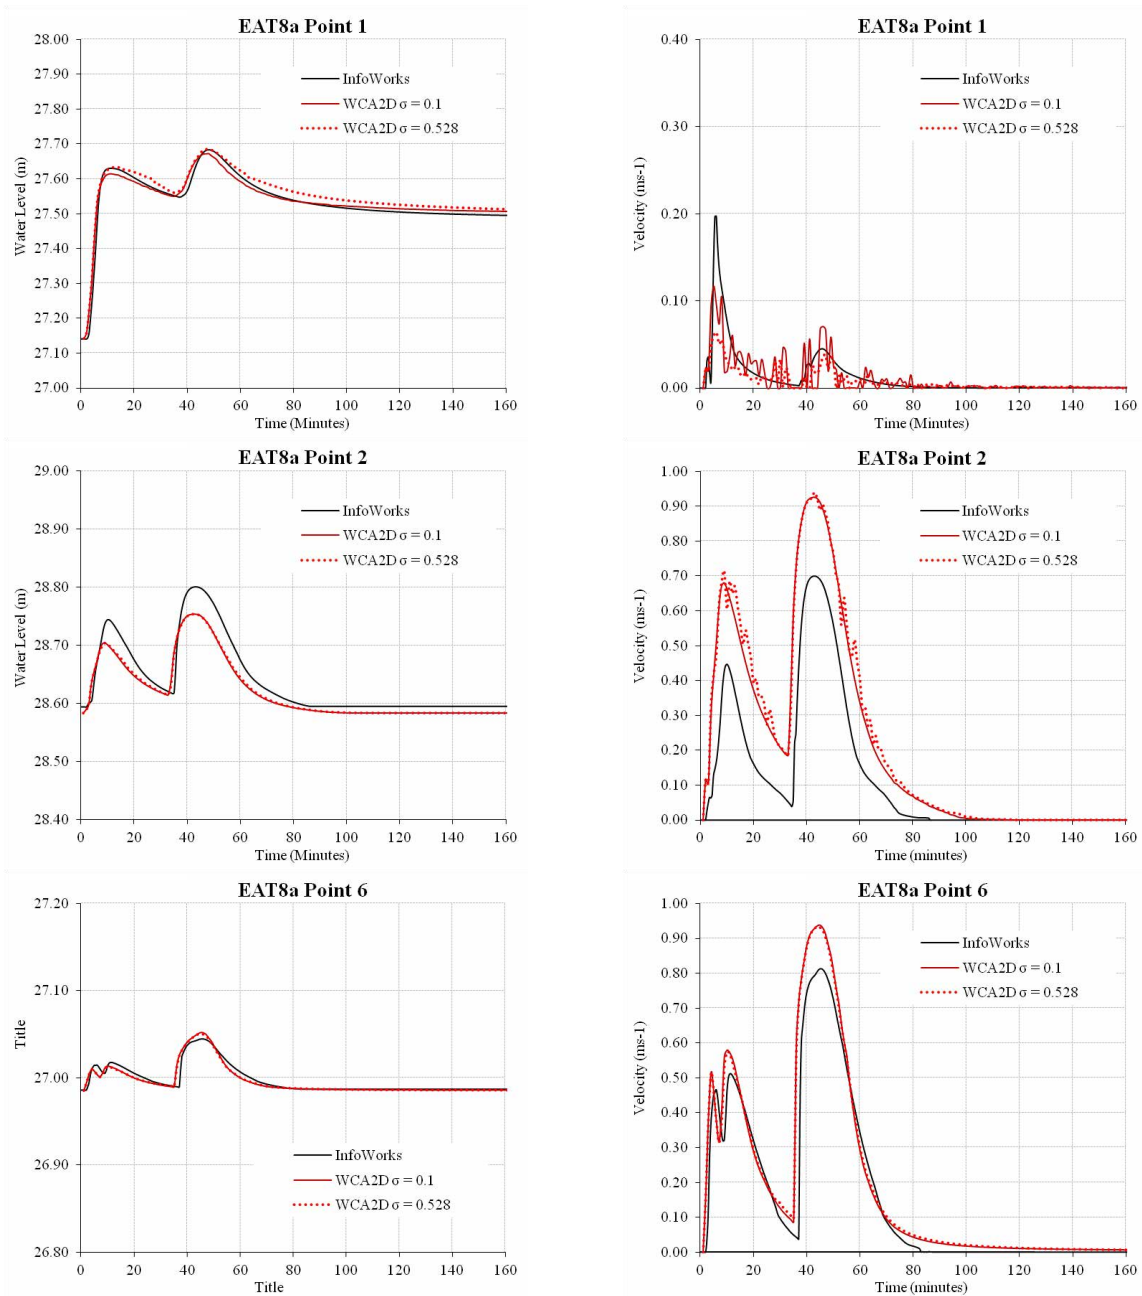 EAT8a Point 1
28.00
27.90
27.80
27.70
27.60
27.50
27.40
27.30
27.20
27.10
27.00
Water Level (m)
InfoWorks
WCA2D σ = 0.1
WCA2D σ = 0.528
0 20 40 60 80 100 120 140 160
Time (Minutes)
EAT8a Point 1
0.40
0.30
0.20
0.10
0.00
Velocity (ms-1)
InfoWorks
WCA2D σ = 0.1
WCA2D σ = 0.528
0 20 40 60 80 100 120 140 160
Time (Minutes)
EAT8a Point 2
29.00
28.90
28.80
28.70
28.60
28.50
28.40
Water Level (m)
InfoWorks
WCA2D σ = 0.1
WCA2D σ = 0.528
0 20 40 60 80 100 120 140 160
Time (Minutes)
EAT8a Point 2
1.00
0.90
0.80
0.70
0.60
0.50
0.40
0.30
0.20
0.10
0.00
Velocity (ms-1)
InfoWorks
WCA2D σ = 0.1
WCA2D σ = 0.528
0 20 40 60 80 100 120 140 160
Time (minutes)
EAT8a Point 6
27.20
27.10
27.00
26.90
26.80
Title
InfoWorks
WCA2D σ = 0.1
WCA2D σ = 0.528
0 20 40 60 80 100 120 140 160
Title
EAT8a Point 6
1.00
0.90
0.80
0.70
0.60
0.50
0.40
0.30
0.20
0.10
0.00
Velocity (ms-1)
InfoWorks
WCA2D σ = 0.1
WCA2D σ = 0.528
0 20 40 60 80 100 120 140 160
Time (minutes)